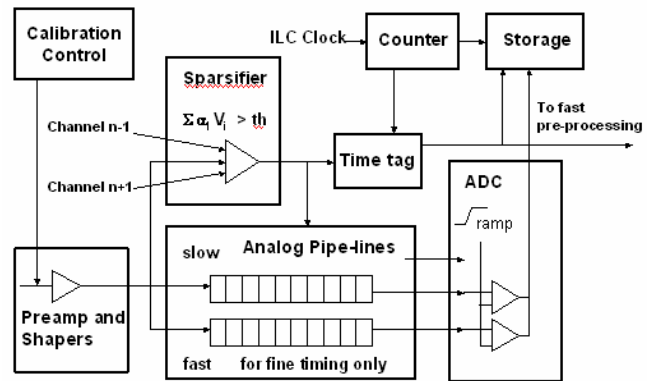 Calibration
Control
ILC Clock
Counter
Storage
Sparsifier
Σ αi Vi > th
Channel n-1
Channel n+1
Time tag
To fast
pre-processing
ADC
ramp
slow
Analog Pipe-lines
Preamp and
Shapers
fast
for fine timing only